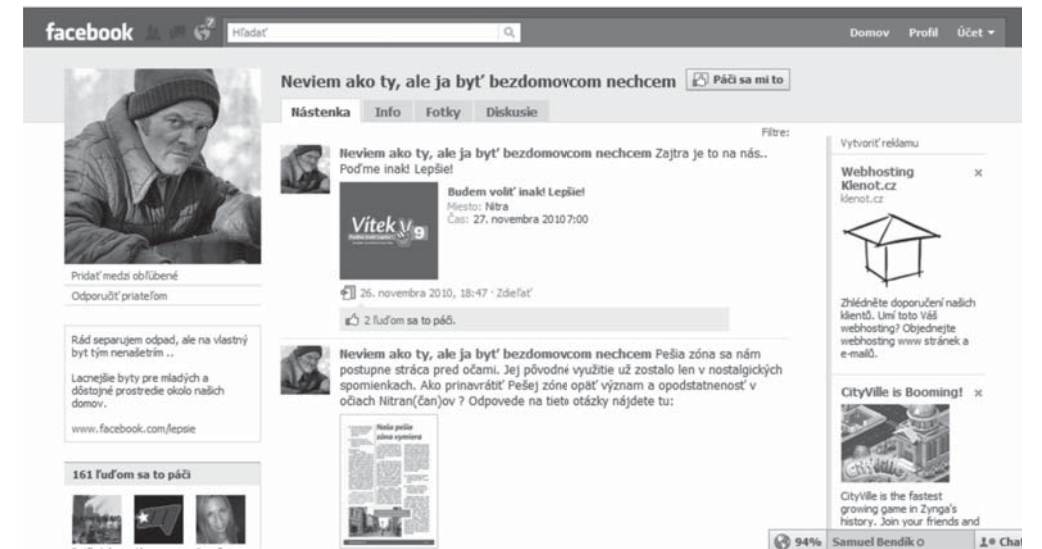 facebook
7
Hľadať
Domov Profil Účet
Neviem ako ty, ale ja byť bezdomovcom nechcem
Páči sa mi to
Nástenka Info Fotky Diskusie
Filtre:
Neviem ako ty, ale ja byť bezdomovcom nechcem Zajtra je to na nás..
Poďme inak! Lepšie!
Vítek V 9
Budem voliť inak! Lepšie!
Miesto: Nitra
Čas: 27. novembra 2010 7:00
26. novembra 2010, 18:47 · Zdieľať
2 ľuďom sa to páči.
Neviem ako ty, ale ja byť bezdomovcom nechcem Pešia zóna sa nám
postupne stráca pred očami. Jej pôvodné využitie už zostalo len v nostalgických
spomienkach. Ako prinavrátiť Pešej zóne opäť význam a opodstatnenosť v
očiach Nitran(čan)ov ? Odpovede na tieto otázky nájdete tu:
Naša pešia
zóna vymiera
Pridať medzi obľúbené
Odporučiť priateľom
Rád separujem odpad, ale na vlastný
byt tým nenašetrím ..
Lacnejšie byty pre mladých a
dôstojné prostredie okolo našich
domov.
www.facebook.com/lepsie
161 ľuďom sa to páči
Vytvoriť reklamu
Webhosting
Klenot.cz
klenot.cz
Zhlédněte doporučení našich
klientů. Umí toto Váš
webhosting? Objednejte
webhosting www stránek a
e-mailů.
CityVille is Booming!
CityVille
CityVille is the fastest
growing game in Zynga's
history. Join your friends and
94% Samuel Bendík
Chat